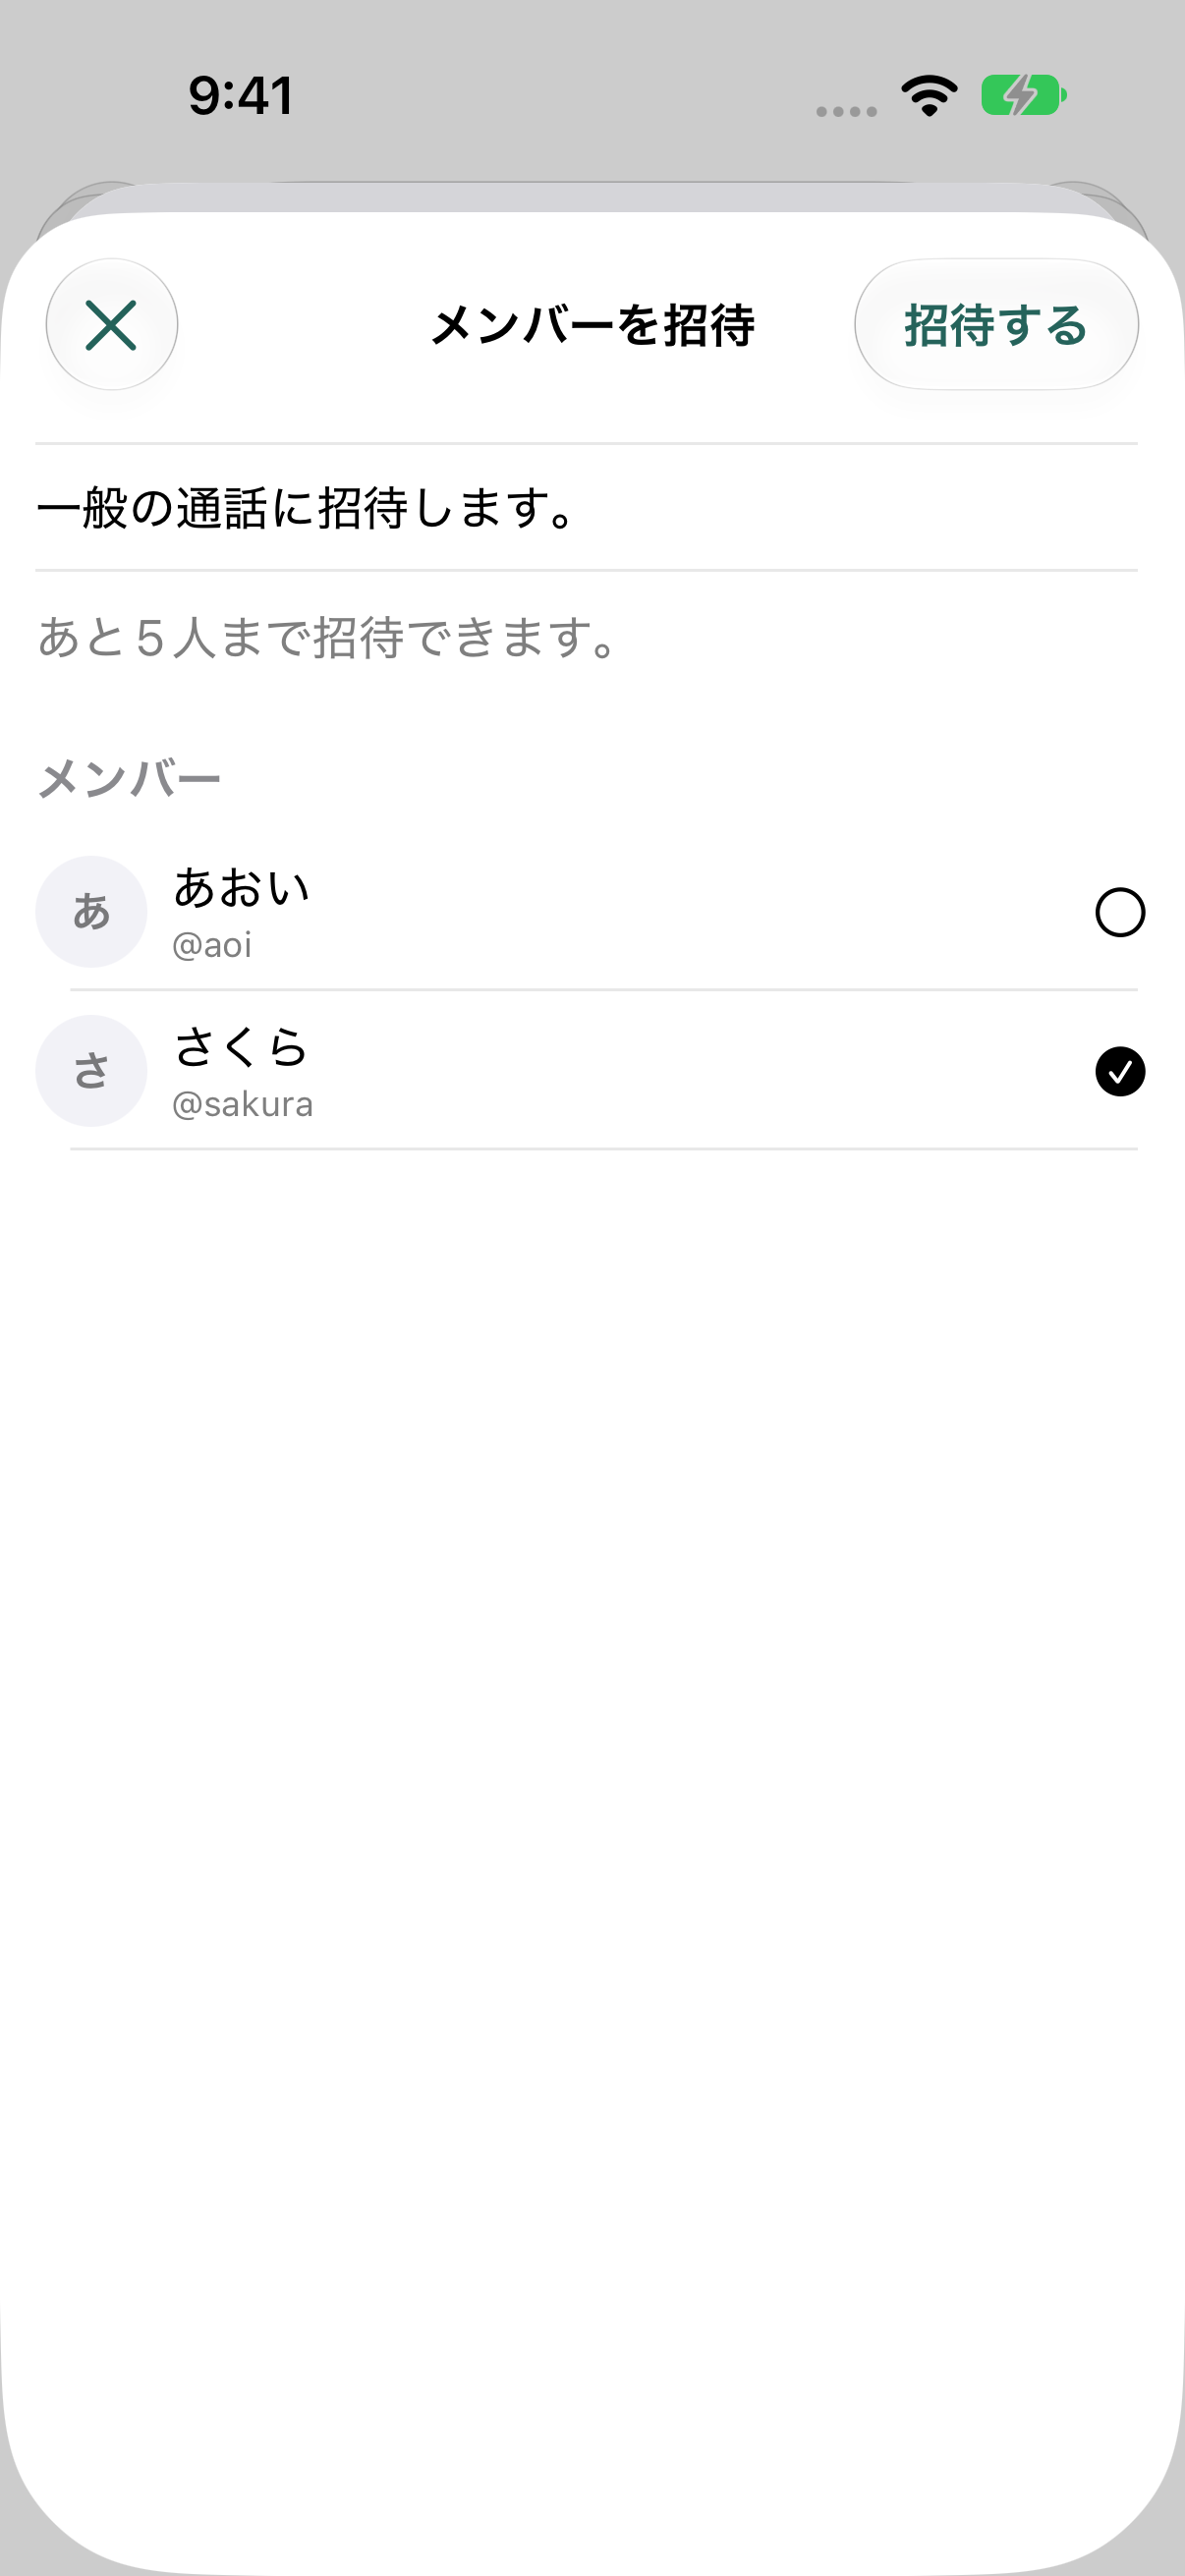 9:41
メンバーを招待
招待する
一般の通話に招待します。
あと5人まで招待できます。
メンバー
あ
あおい
@aoi
さ
さくら
@sakura